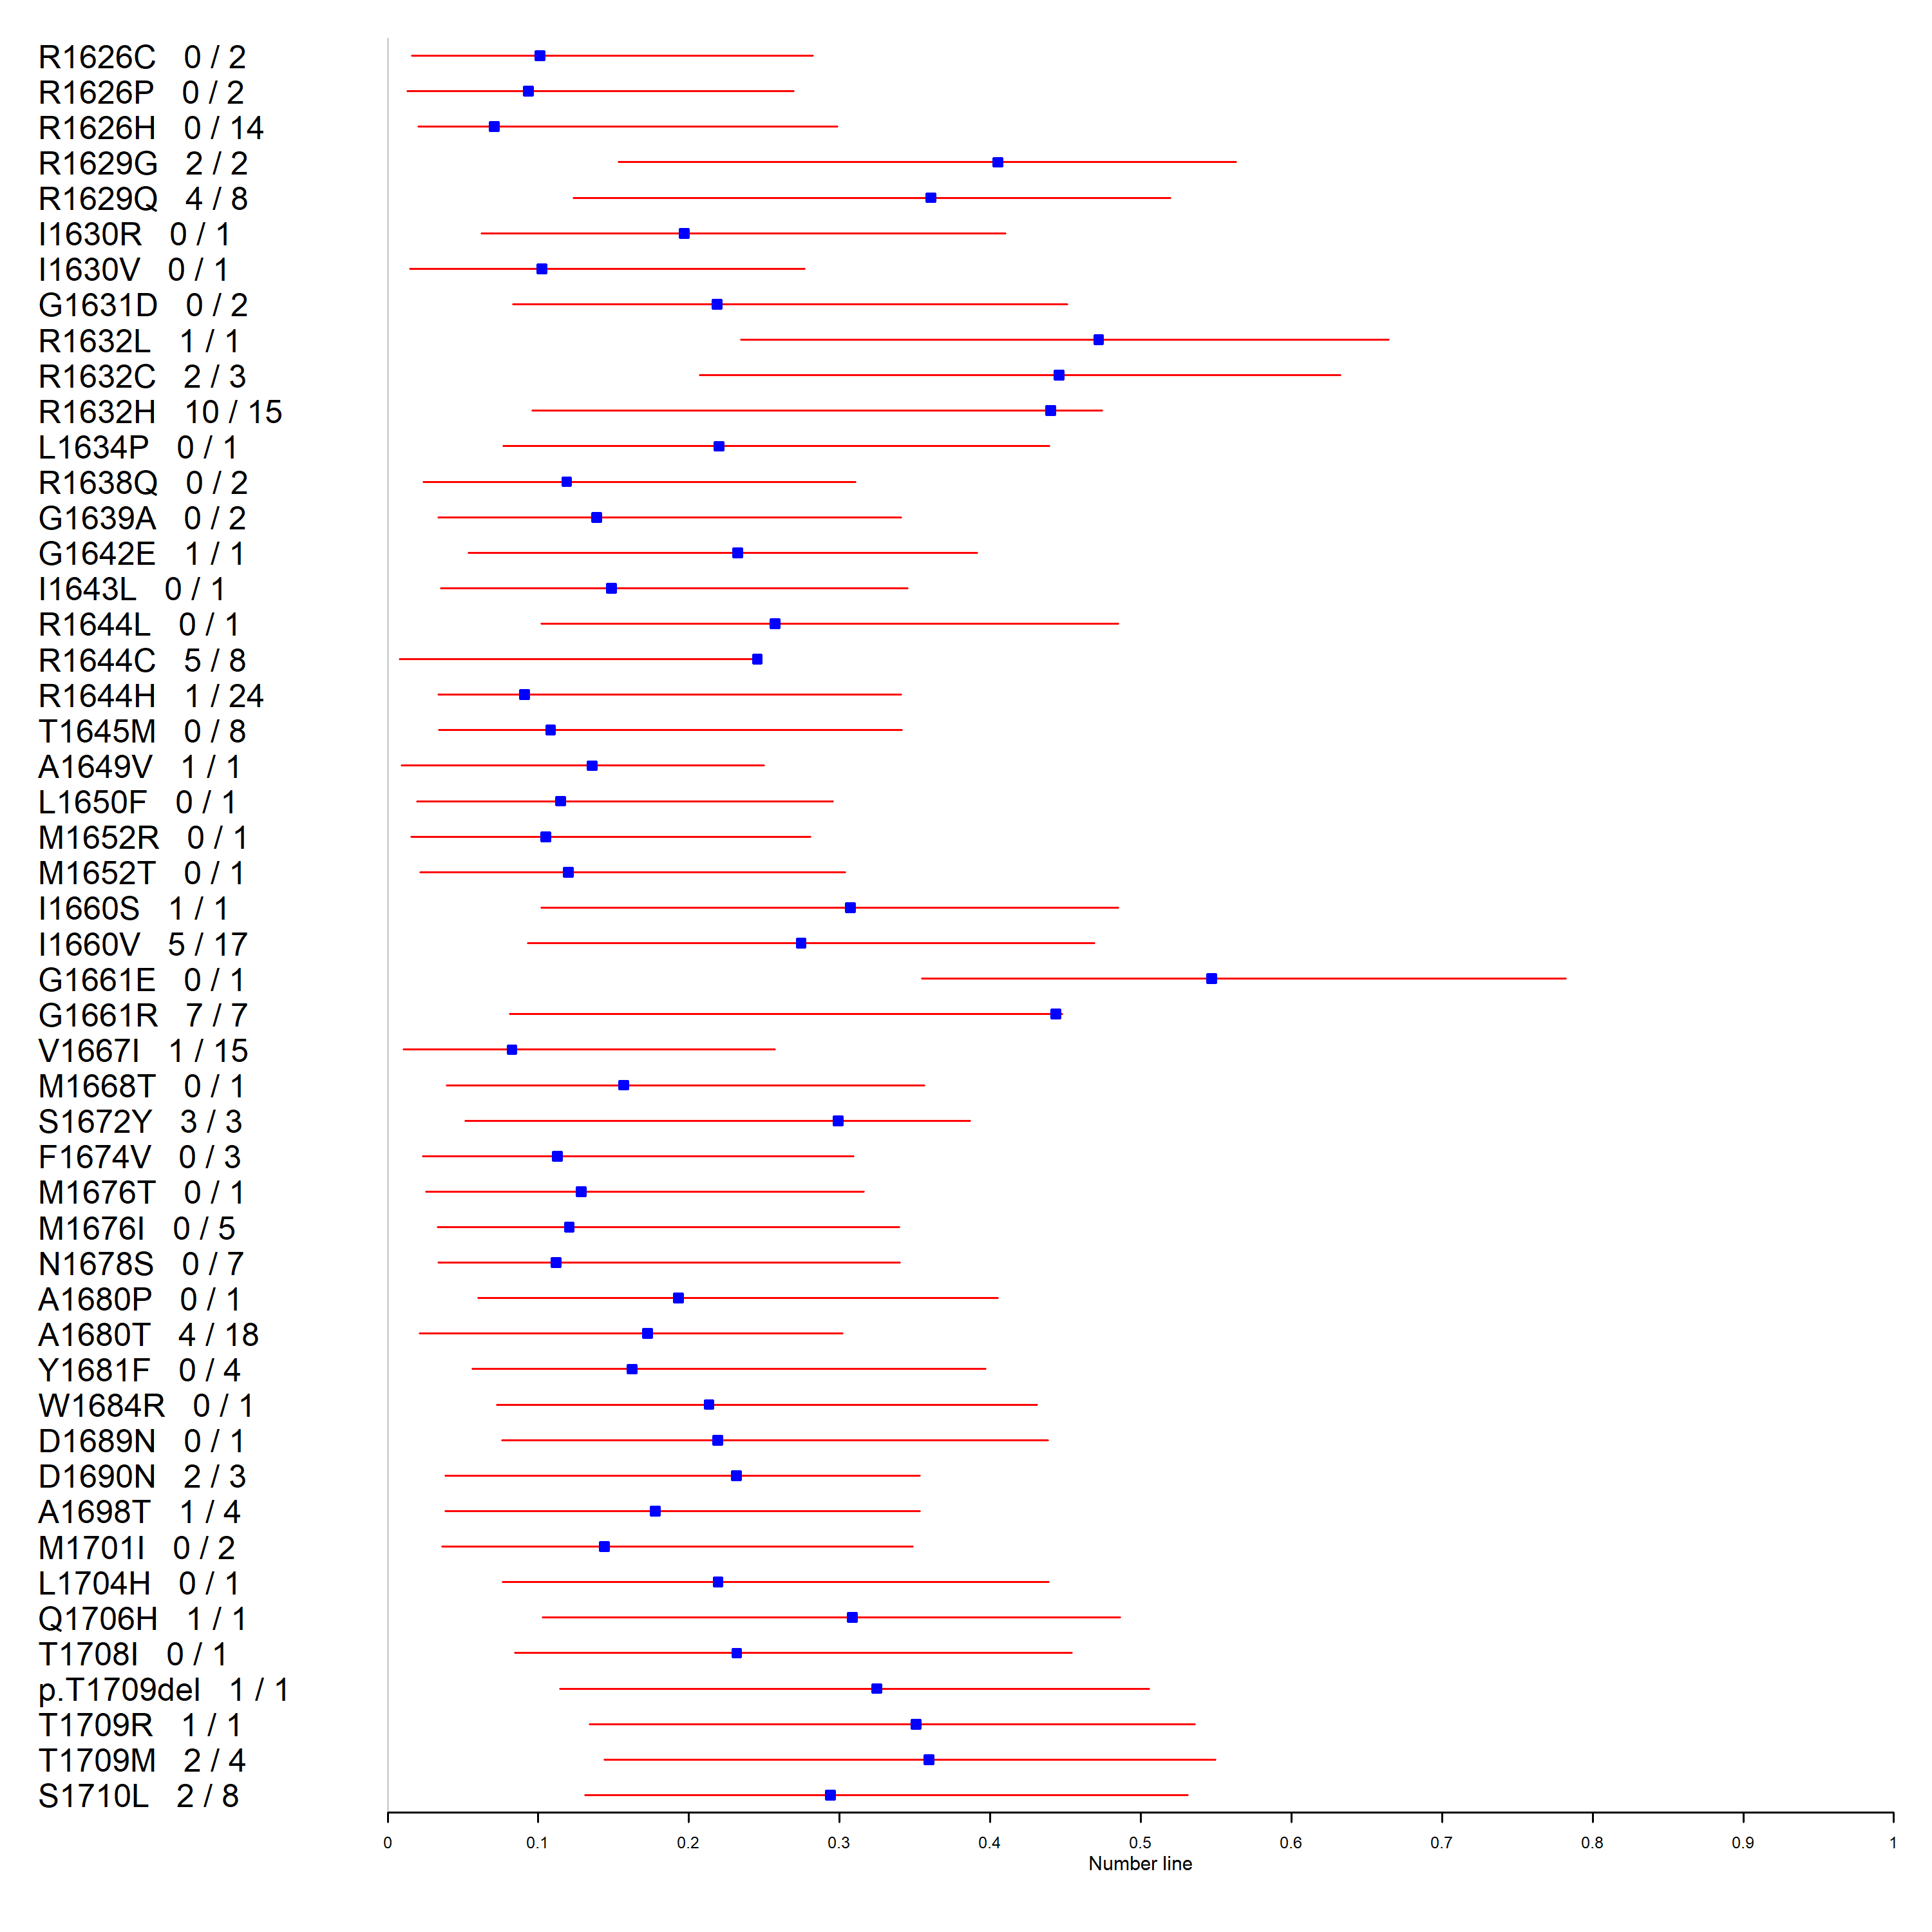 R1626C 0 / 2
R1626P 0 / 2
R1626H 0 / 14
R1629G 2 / 2
R1629Q 4 / 8
I1630R 0 / 1
I1630V 0 / 1
G1631D 0 / 2
R1632L 1 / 1
R1632C 2 / 3
R1632H 10 / 15
L1634P 0 / 1
R1638Q 0 / 2
G1639A 0 / 2
G1642E 1 / 1
I1643L 0 / 1
R1644L 0 / 1
R1644C 5 / 8
R1644H 1 / 24
T1645M 0 / 8
A1649V 1 / 1
L1650F 0 / 1
M1652R 0 / 1
M1652T 0 / 1
I1660S 1 / 1
I1660V 5 / 17
G1661E 0 / 1
G1661R 7 / 7
V1667I 1 / 15
M1668T 0 / 1
S1672Y 3 / 3
F1674V 0 / 3
M1676T 0 / 1
M1676I 0 / 5
N1678S 0 / 7
A1680P 0 / 1
A1680T 4 / 18
Y1681F 0 / 4
W1684R 0 / 1
D1689N 0 / 1
D1690N 2 / 3
A1698T 1 / 4
M1701I 0 / 2
L1704H 0 / 1
Q1706H 1 / 1
T1708I 0 / 1
p.T1709del 1 / 1
T1709R 1 / 1
T1709M 2 / 4
S1710L 2 / 8
0 0.1 0.2 0.3 0.4 0.5 0.6 0.7 0.8 0.9 1
Number line